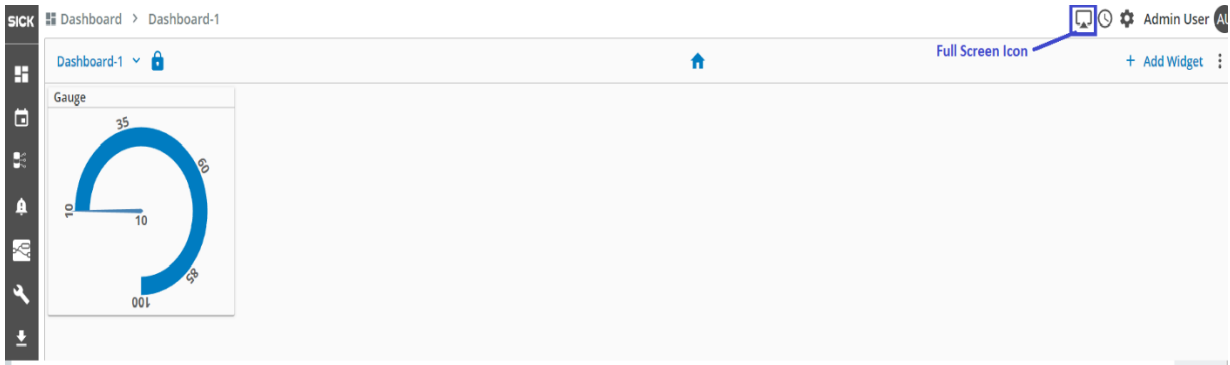 SICK
Dashboard > Dashboard-1
Admin User
AU
Full Screen Icon
Dashboard-1
+ Add Widget
Gauge
35
60
10
10
85
100